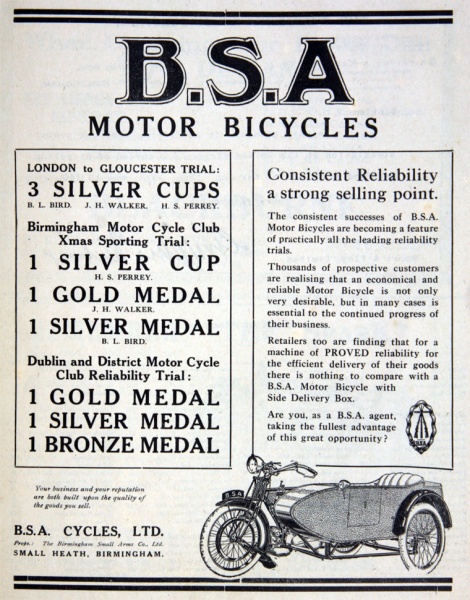 B.S.A
MOTOR BICYCLES
LONDON to GLOUCESTER TRIAL:
3 SILVER CUPS
B. L. BIRD. J. H. WALKER. H. S. PERREY.
Birmingham Motor Cycle Club
Xmas Sporting Trial:
1 SILVER CUP
H. S. PERREY.
1 GOLD MEDAL
J. H. WALKER.
1 SILVER MEDAL
B. L. BIRD.
Dublin and District Motor Cycle
Club Reliability Trial:
1 GOLD MEDAL
1 SILVER MEDAL
1 BRONZE MEDAL
Consistent Reliability
a strong selling point.
The consistent successes of B.S.A.
Motor Bicycles are becoming a feature
of practically all the leading reliability
trials.
Thousands of prospective customers
are realising that an economical and
reliable Motor Bicycle is not only
very desirable, but in many cases is
essential to the continued progress of
their business.
Retailers too are finding that for a
machine of PROVED reliability for
the efficient delivery of their goods
there is nothing to compare with a
B.S.A. Motor Bicycle with
Side Delivery Box.
Are you, as a B.S.A. agent,
taking the fullest advantage
of this great opportunity?
B.S.A.
Your business and your reputation
are both built upon the quality of
the goods you sell.
B.S.A. CYCLES, LTD.
Props.: The Birmingham Small Arms Co., Ltd.
SMALL HEATH, BIRMINGHAM.
B.S.A